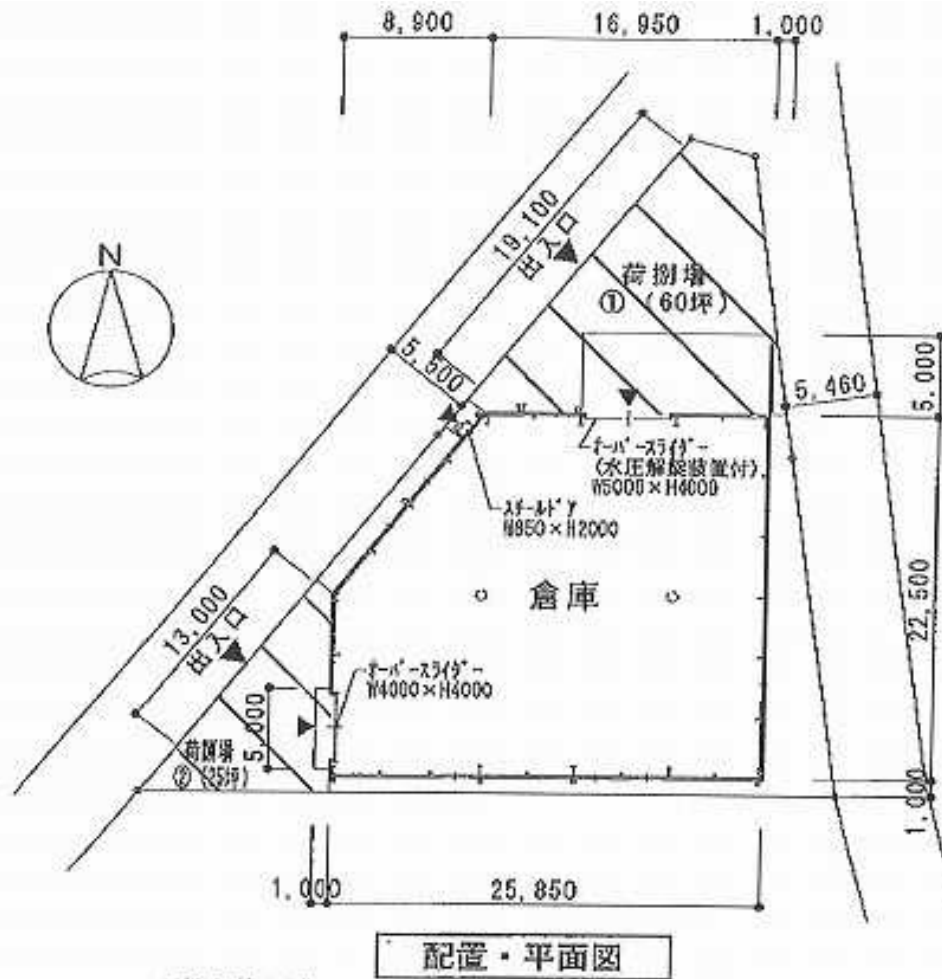 8,900
16,950
1,000
19,100
出入口
N
荷捌場
① (60坪)
5,500
5,460
5,000
オーバースライダー
(水圧解錠装置付)
W5000×H4000
スチールドア
W850×H2000
倉庫
22,500
13,000
出入口
オーバースライダー
W4000×H4000
5,000
荷捌場
② (25坪)
1,000
1,000
25,850
配置・平面図